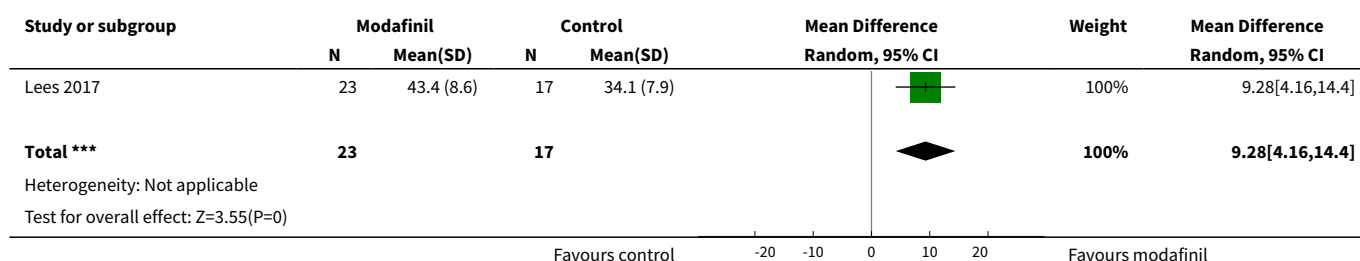 Study or subgroup Modafinil Control Mean Difference Weight Mean Difference
N Mean(SD) N Mean(SD) Random, 95% CI Random, 95% CI
Lees 2017 23 43.4 (8.6) 17 34.1 (7.9) 100% 9.28[4.16,14.4]
Total *** 23 17 100% 9.28[4.16,14.4]
Heterogeneity: Not applicable
Test for overall effect: Z=3.55(P=0)
Favours control -20 -10 0 10 20 Favours modafinil